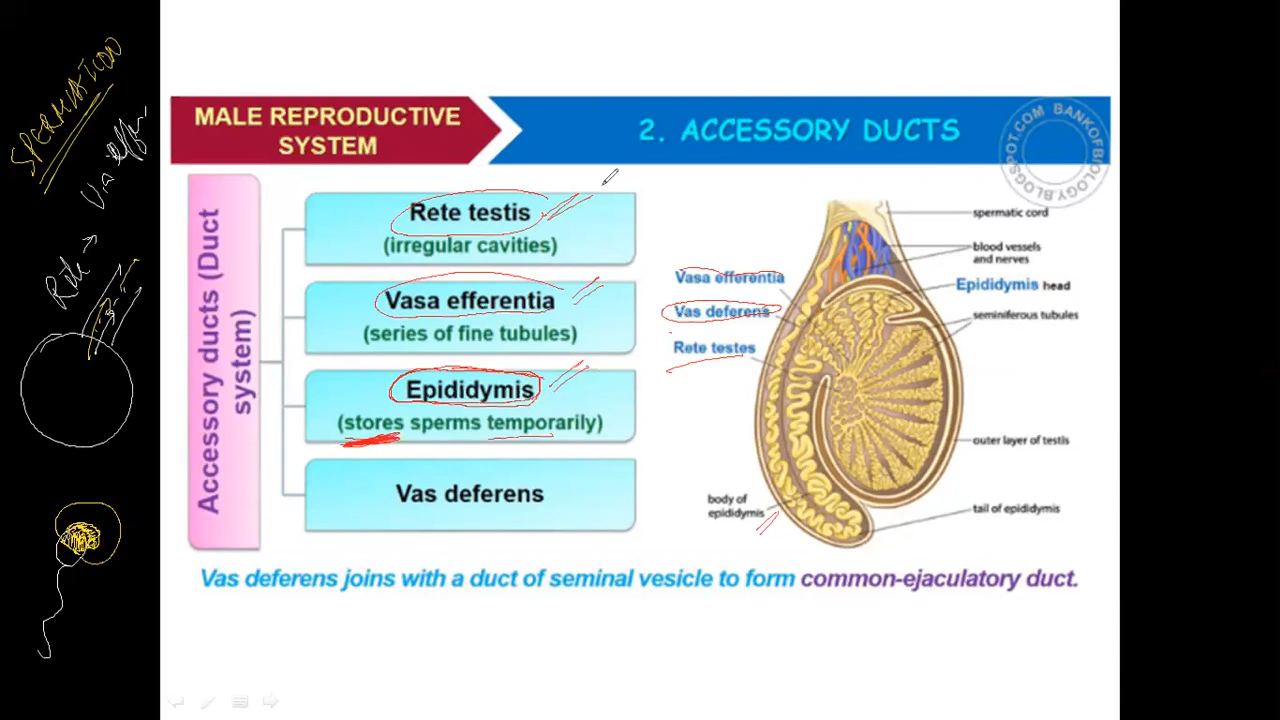 SPERMIATION
Rete →
MALE REPRODUCTIVE
SYSTEM
2. ACCESSORY DUCTS
BANKOFBIOLOGY.BLOGSPOT.COM
Accessory ducts (Duct
system)
Rete testis
(irregular cavities)
Vasa efferentia
(series of fine tubules)
Epididymis
(stores sperms temporarily)
Vas deferens
Vasa efferentia
Vas deferens
Rete testes
body of
epididymis
spermatic cord
blood vessels
and nerves
Epididymis head
seminiferous tubules
outer layer of testis
tail of epididymis
Vas deferens joins with a duct of seminal vesicle to form common-ejaculatory duct.